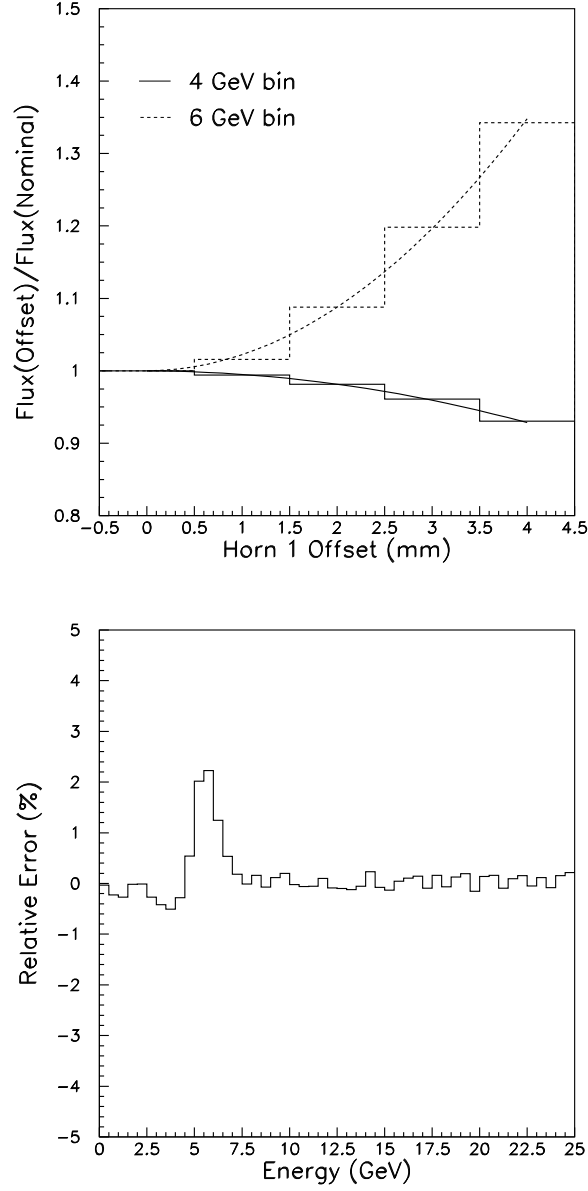 1.5
1.4
1.3
1.2
1.1
1
0.9
0.8
Flux(Offset)/Flux(Nominal)
4 GeV bin
6 GeV bin
−0.5 0 0.5 1 1.5 2 2.5 3 3.5 4 4.5
Horn 1 Offset (mm)
5
4
3
2
1
0
−1
−2
−3
−4
−5
Relative Error (%)
0 2.5 5 7.5 10 12.5 15 17.5 20 22.5 25
Energy (GeV)